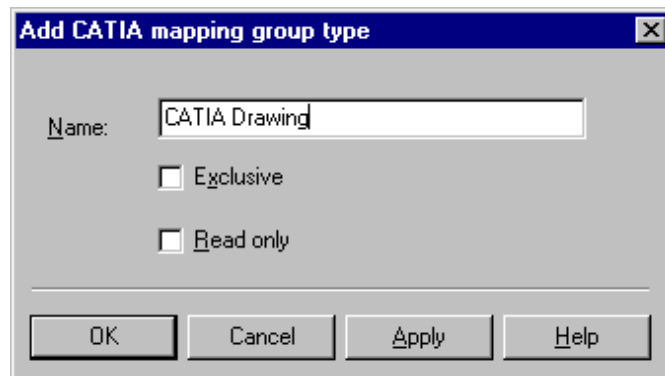 Add CATIA mapping group type
Name: CATIA Drawing
Exclusive
Read only
OK Cancel Apply Help